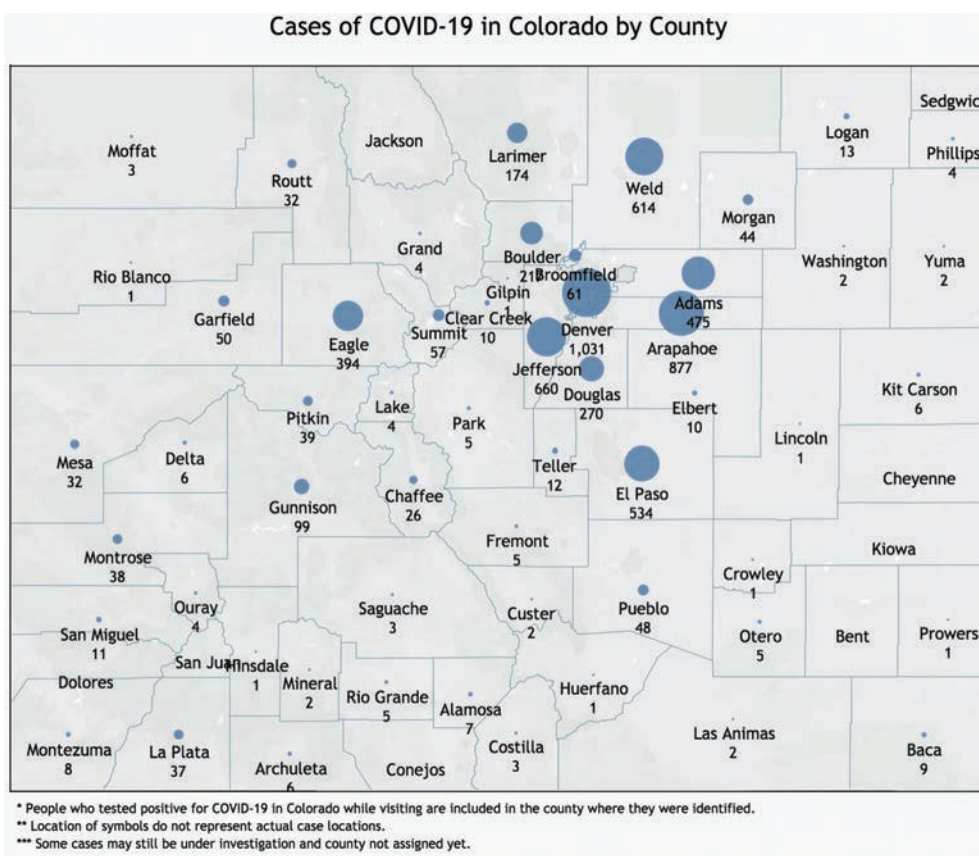 Cases of COVID-19 in Colorado by County
Sedgwic
Logan
13
Phillips
4
Moffat
3
Routt
32
Jackson
Larimer
174
Weld
614
Morgan
44
Washington
2
Yuma
2
Rio Blanco
1
Garfield
50
Eagle
394
Grand
4
Summit
57
Gilpin
1
Clear Creek
10
Boulder
Broomfield
61
Denver
1,031
Adams
475
Arapahoe
877
Jefferson
660
Douglas
270
Elbert
10
Kit Carson
6
Lincoln
1
Cheyenne
Pitkin
39
Lake
4
Park
5
Mesa
32
Delta
6
Gunnison
99
Chaffee
26
Teller
12
El Paso
534
Fremont
5
Kiowa
Crowley
1
Montrose
38
Ouray
4
San Miguel
11
San Juan
Hinsdale
1
Mineral
2
Saguache
3
Custer
2
Pueblo
48
Otero
5
Bent
Prowers
1
Dolores
Montezuma
8
La Plata
37
Archuleta
6
Rio Grande
5
Conejos
Alamosa
7
Costilla
3
Huerfano
1
Las Animas
2
Baca
9
* People who tested positive for COVID-19 in Colorado while visiting are included in the county where they were identified.
** Location of symbols do not represent actual case locations.
*** Some cases may still be under investigation and county not assigned yet.